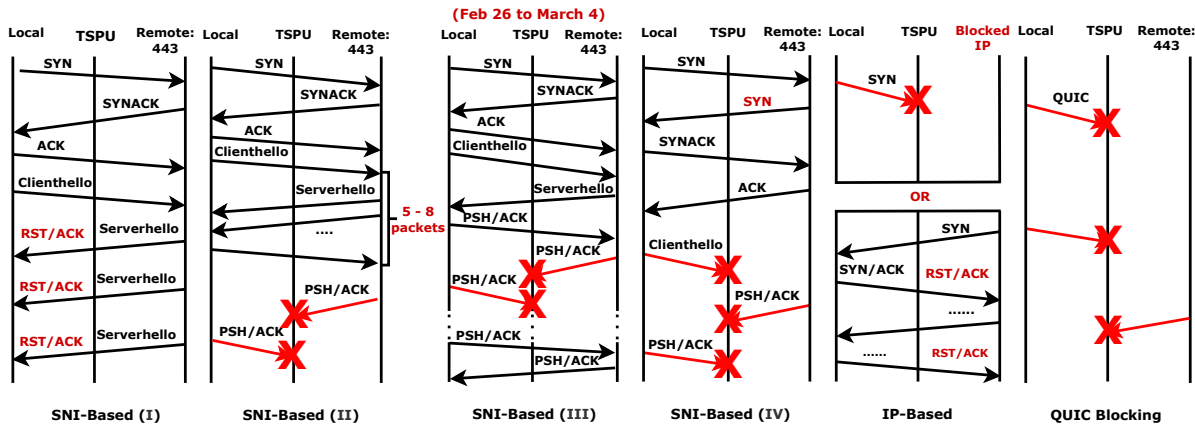 (Feb 26 to March 4)
Local TSPU Remote: 443
SYN
SYNACK
ACK
Clienthello
RST/ACK Serverhello
RST/ACK Serverhello
RST/ACK Serverhello
SNI-Based (I)
Local TSPU Remote: 443
SYN
SYNACK
ACK
Clienthello
Serverhello
....
5 - 8
packets
PSH/ACK
PSH/ACK
SNI-Based (II)
Local TSPU Remote: 443
SYN
SYNACK
ACK
Clienthello
Serverhello
PSH/ACK
PSH/ACK
PSH/ACK
PSH/ACK
PSH/ACK
SNI-Based (III)
Local TSPU Remote: 443
SYN
SYN
SYNACK
ACK
Clienthello
PSH/ACK
PSH/ACK
SNI-Based (IV)
Local TSPU Blocked IP
SYN
OR
SYN
SYN/ACK RST/ACK
......
...... RST/ACK
IP-Based
Local TSPU Remote: 443
QUIC
QUIC Blocking